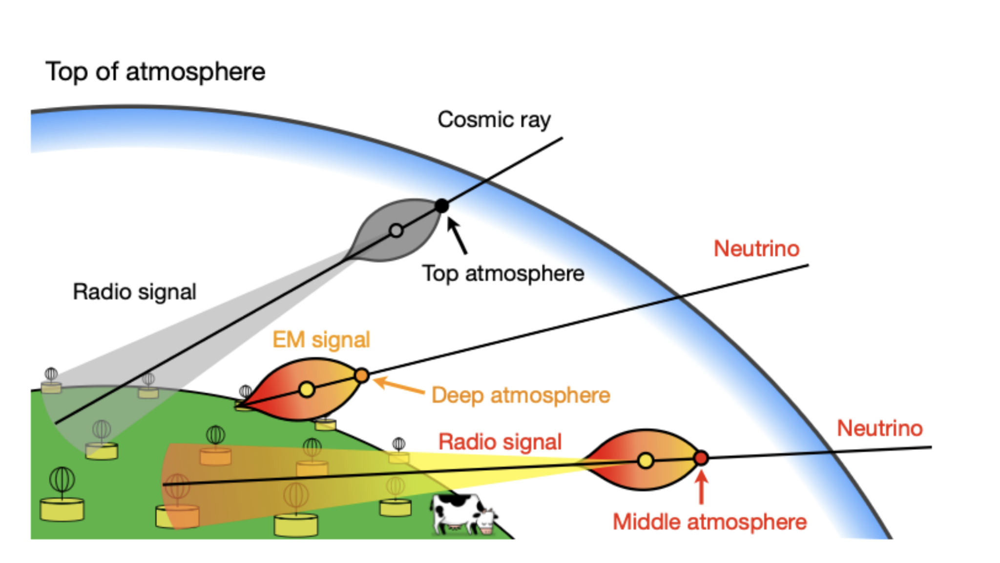 Top of atmosphere
Cosmic ray
Neutrino
Top atmosphere
Radio signal
EM signal
Deep atmosphere
Neutrino
Radio signal
Middle atmosphere